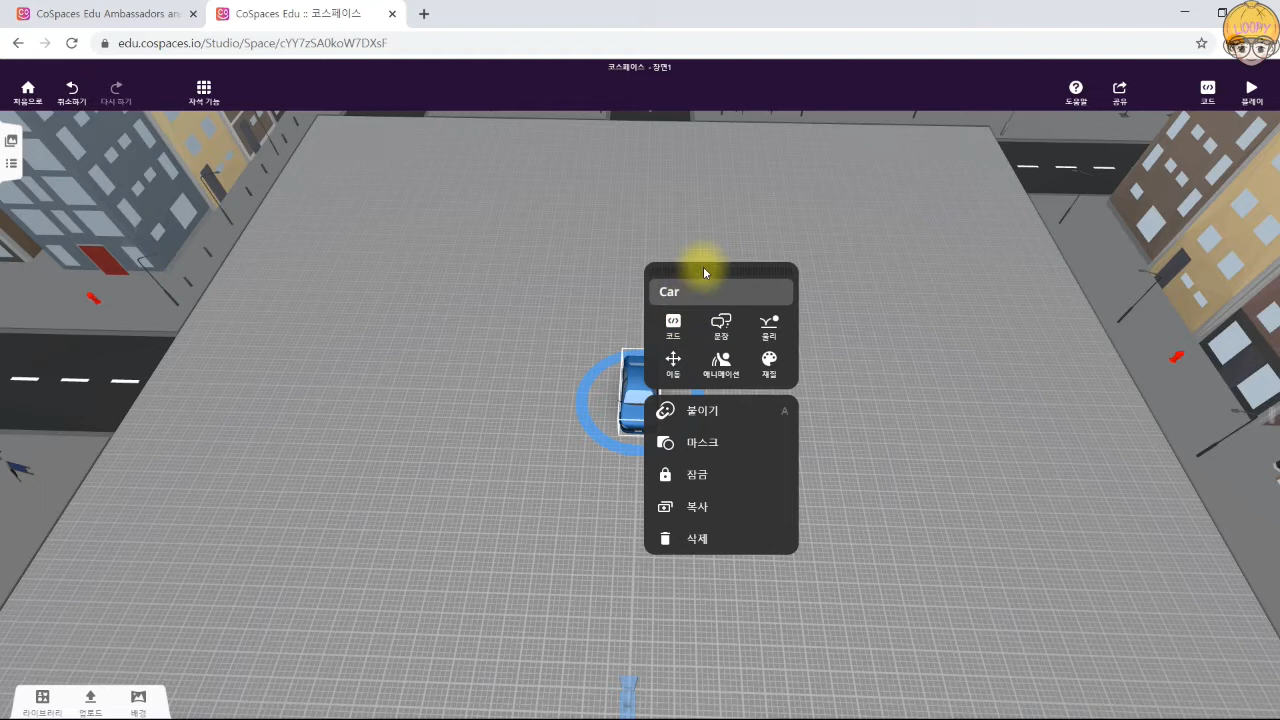 CoSpaces Edu Ambassadors an
CoSpaces Edu :: 코스페이스
edu.cospaces.io/Studio/Space/cYY7zSA0koW7DXsF
LOOPY
코스페이스 - 장면1
처음으로
취소하기
다시 하기
자석 기능
도움말
공유
코드
플레이
Car
코드
문장
물리
이동
애니메이션
재질
붙이기 A
마스크
잠금
복사
삭제
라이브러리
업로드
배경